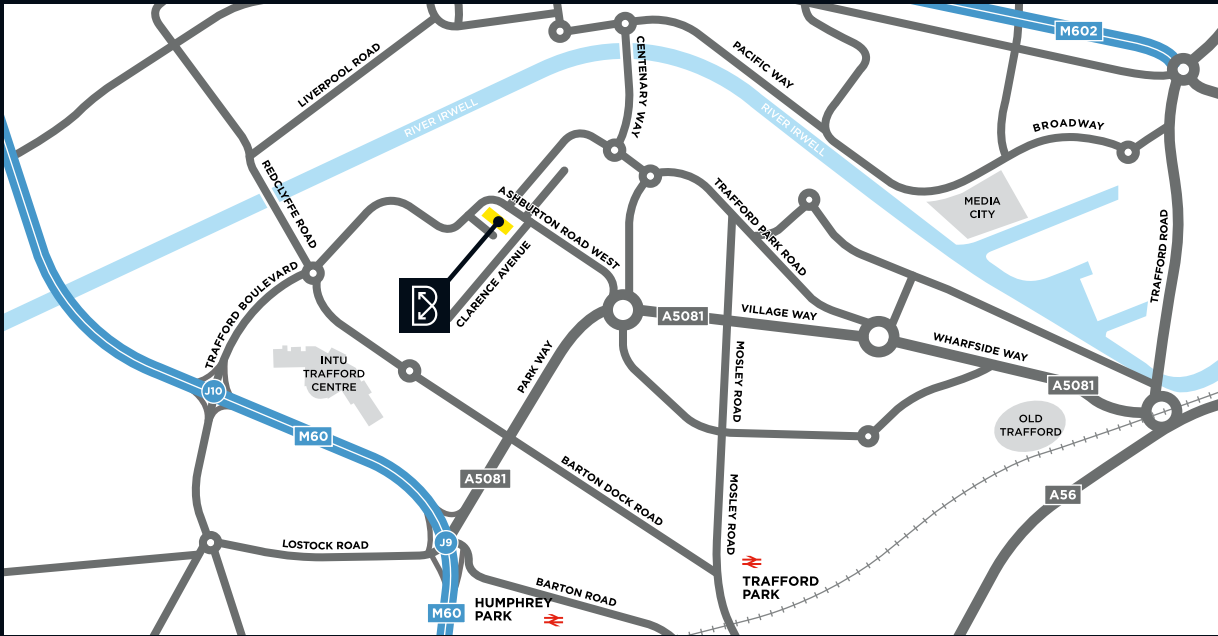 M602
CENTENARY WAY
PACIFIC WAY
LIVERPOOL ROAD
RIVER IRWELL
RIVER IRWELL
BROADWAY
REDCLYFFE ROAD
ASHBURTON ROAD WEST
TRAFFORD PARK ROAD
MEDIA
CITY
TRAFFORD ROAD
CLARENCE AVENUE
TRAFFORD BOULEVARD
B
A5081
VILLAGE WAY
WHARFSIDE WAY
INTU
TRAFFORD
CENTRE
PARK WAY
MOSLEY ROAD
A5081
J10
OLD
TRAFFORD
M60
A5081
BARTON DOCK ROAD
MOSLEY ROAD
A56
LOSTOCK ROAD
J9
TRAFFORD
PARK
BARTON ROAD
HUMPHREY
PARK
M60